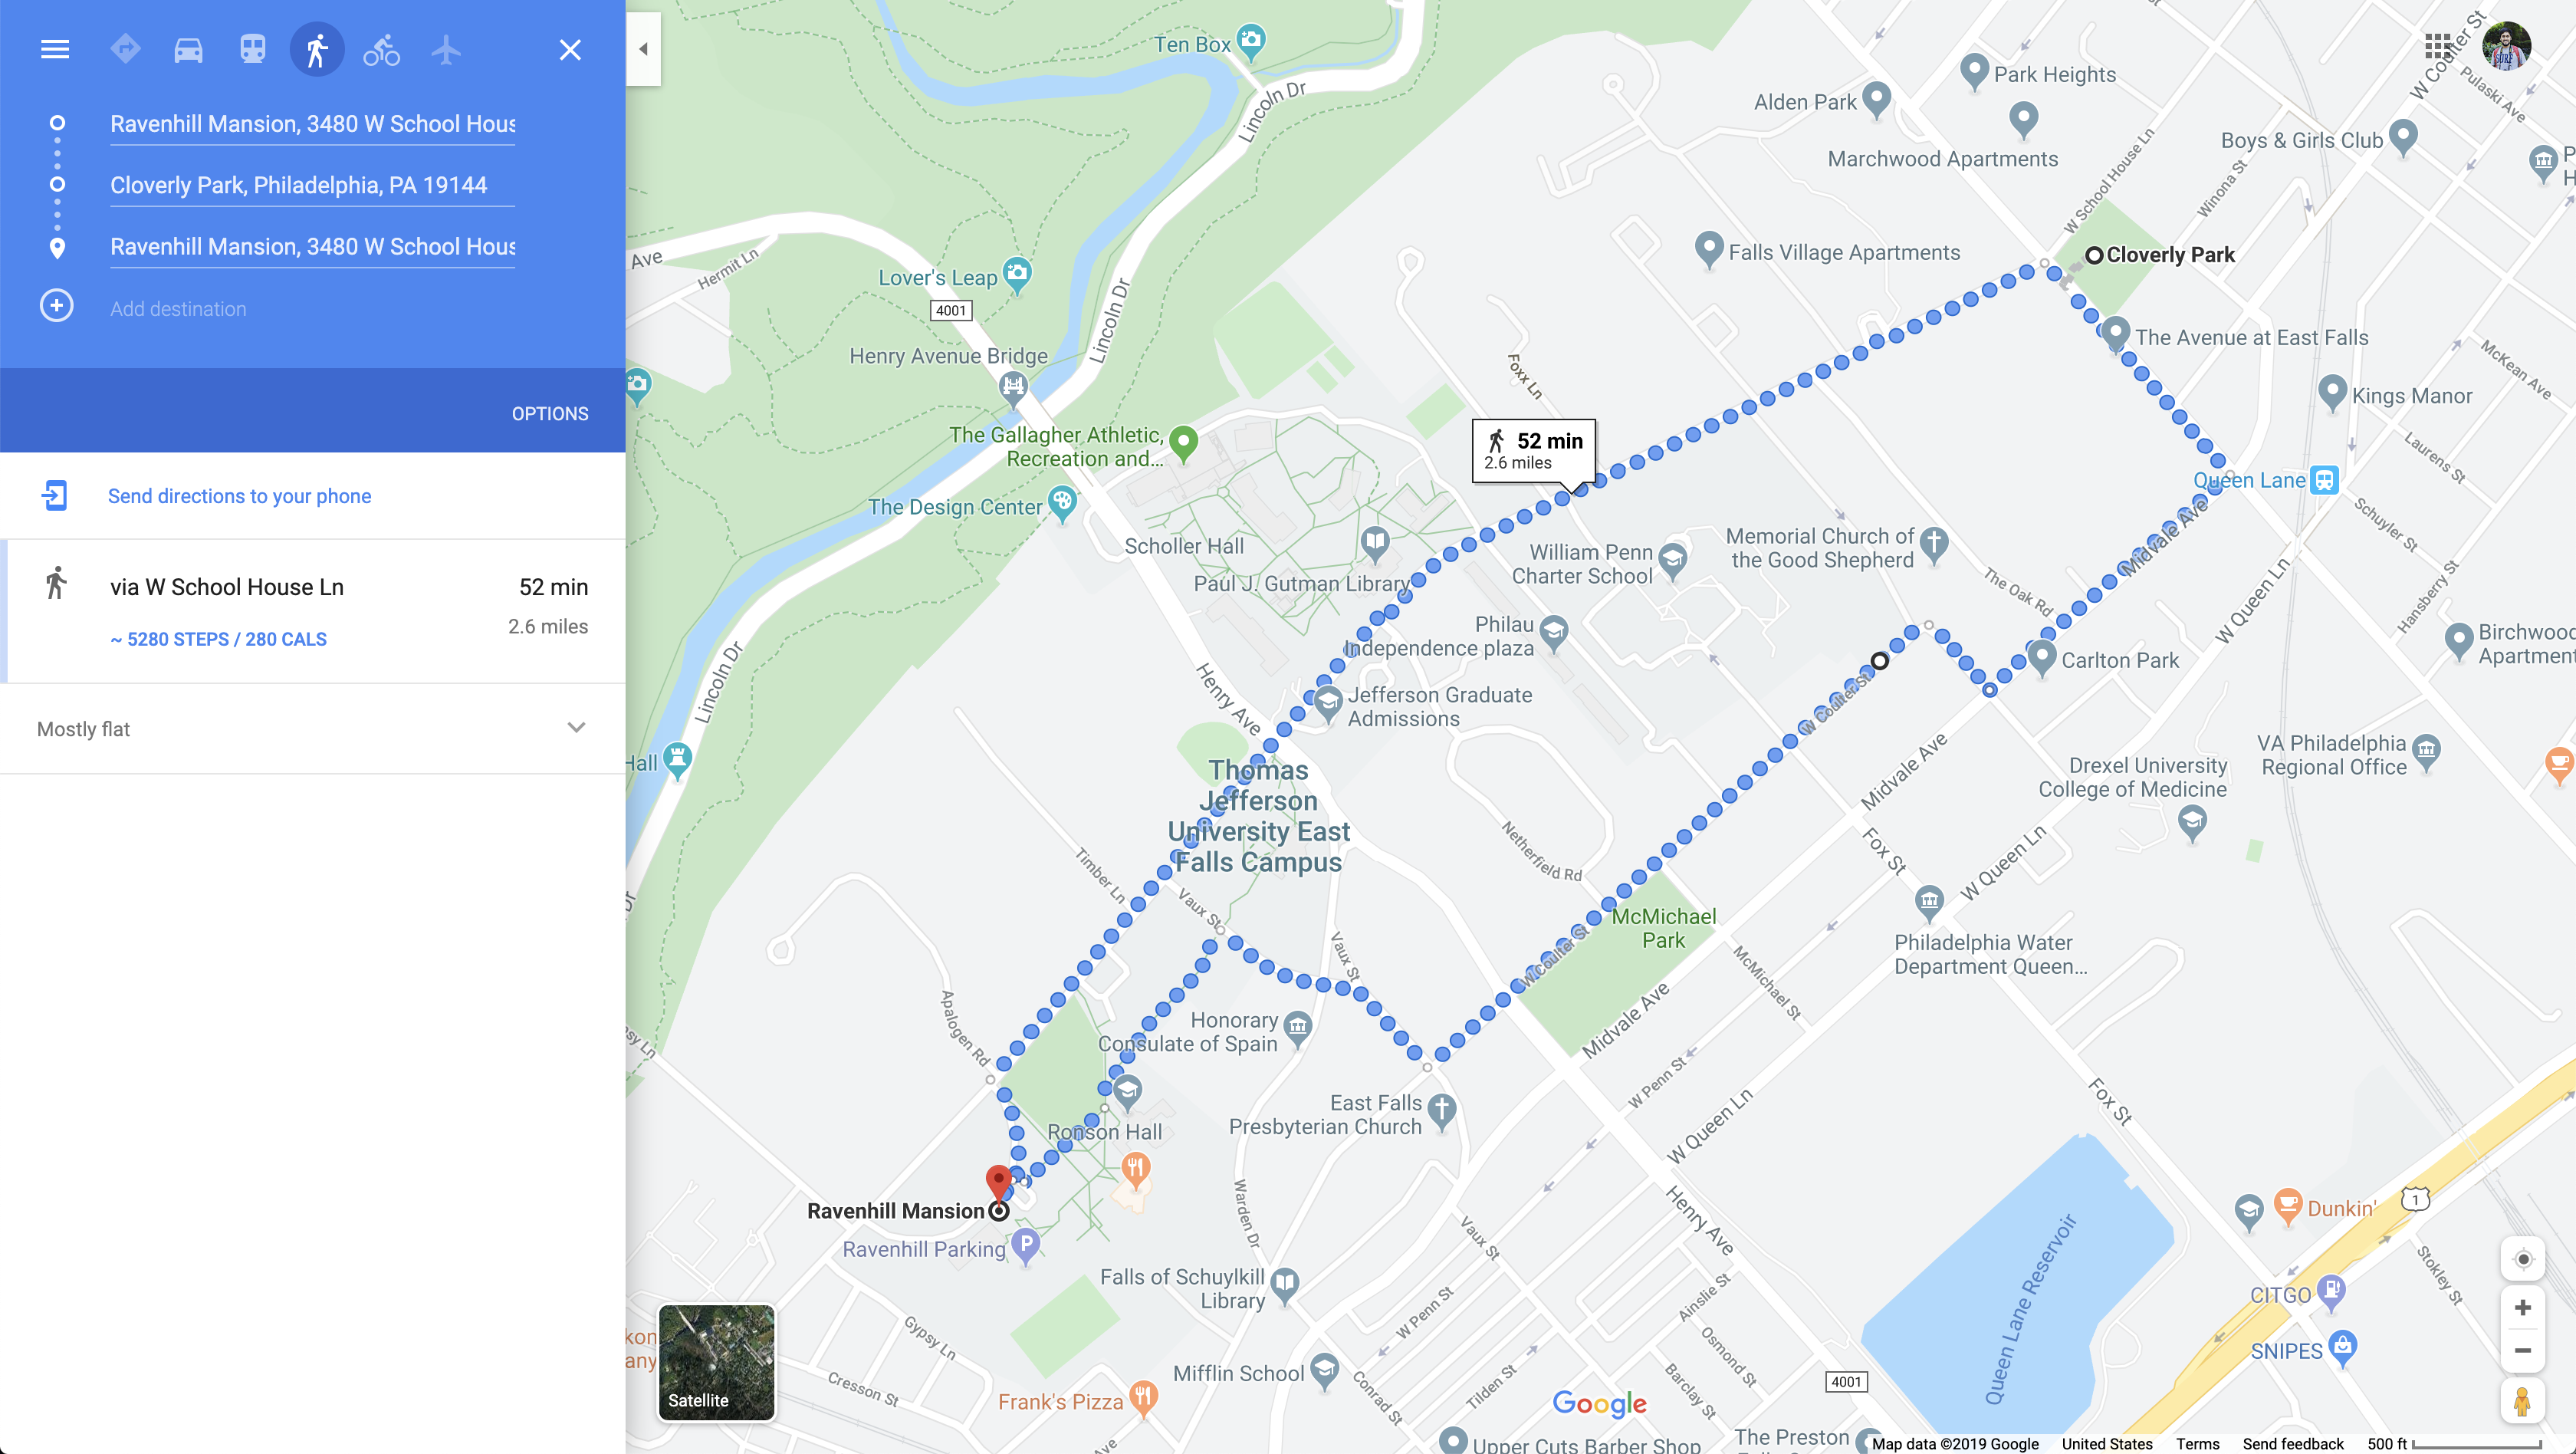 Ravenhill Mansion, 3480 W School Hous
Cloverly Park, Philadelphia, PA 19144
Ravenhill Mansion, 3480 W School Hous
Add destination
OPTIONS
Send directions to your phone
via W School House Ln
52 min
2.6 miles
~ 5280 STEPS / 280 CALS
Mostly flat
Ten Box
Lincoln Dr
Park Heights
Alden Park
Marchwood Apartments
W Coulter St
Pulaski Ave
Boys & Girls Club
W School House Ln
Winona St
Ave
Hermit Ln
Lover's Leap
4001
Lincoln Dr
Falls Village Apartments
Cloverly Park
Henry Avenue Bridge
Foxx Ln
The Avenue at East Falls
McKean Ave
Kings Manor
The Gallagher Athletic,
Recreation and...
52 min
2.6 miles
Laurens St
Queen Lane
The Design Center
Scholler Hall
Paul J. Gutman Library
William Penn
Charter School
Memorial Church of
the Good Shepherd
Midvale Ave
Schuyler St
The Oak Rd
W Queen Ln
Hansberry St
Philau
Independence plaza
Birchwood
Apartment
Carlton Park
Lincoln Dr
Henry Ave
Jefferson Graduate
Admissions
W Coulter St
Hall
Thomas
Jefferson
University East
Falls Campus
Midvale Ave
VA Philadelphia
Regional Office
Drexel University
College of Medicine
Netherfield Rd
Fox St
W Queen Ln
Timber Ln
Vaux St
McMichael
Park
Vaux St
W Coulter St
McMichael St
Philadelphia Water
Department Queen...
Apalogen Rd
Honorary
Consulate of Spain
Midvale Ave
W Penn St
East Falls
Presbyterian Church
W Queen Ln
Fox St
Ronson Hall
Ravenhill Mansion
Ravenhill Parking
P
Warden Dr
Vaux St
Henry Ave
Falls of Schuylkill
Library
W Penn St
Ainslie St
Queen Lane Reservoir
Dunkin'
1
Stokley St
CITGO
SNIPES
Gypsy Ln
Cresson St
Satellite
Frank's Pizza
Mifflin School
Conrad St
Tilden St
Osmond St
Barclay St
4001
Google
Upper Cuts Barber Shop
The Preston
Map data ©2019 Google
United States
Terms
Send feedback
500 ft